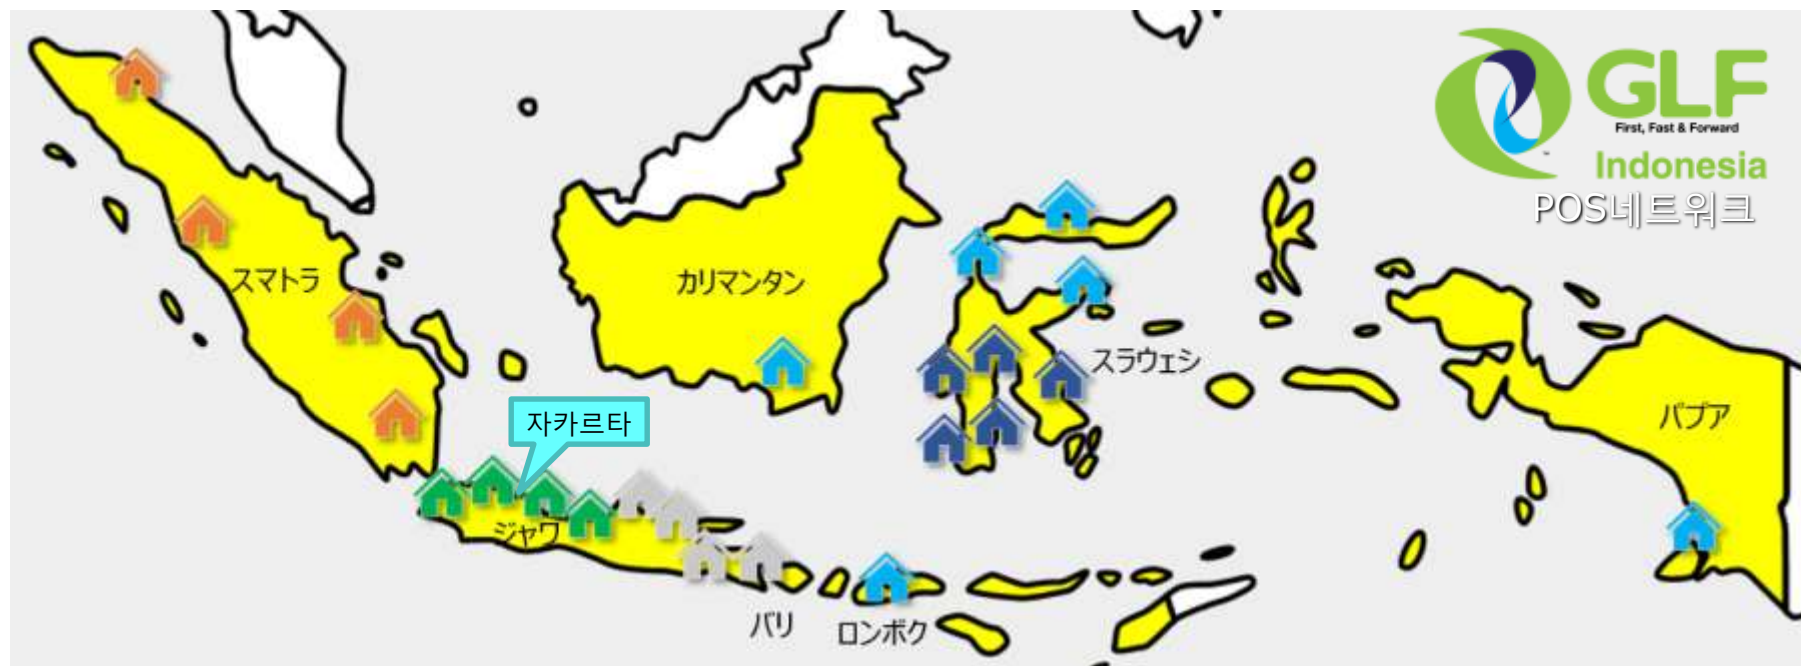 GLF
First, Fast & Forward
Indonesia
POS네트워크
スマトラ
カリマンタン
スラウェシ
パプア
자카르타
ジャワ
バリ
ロンボク